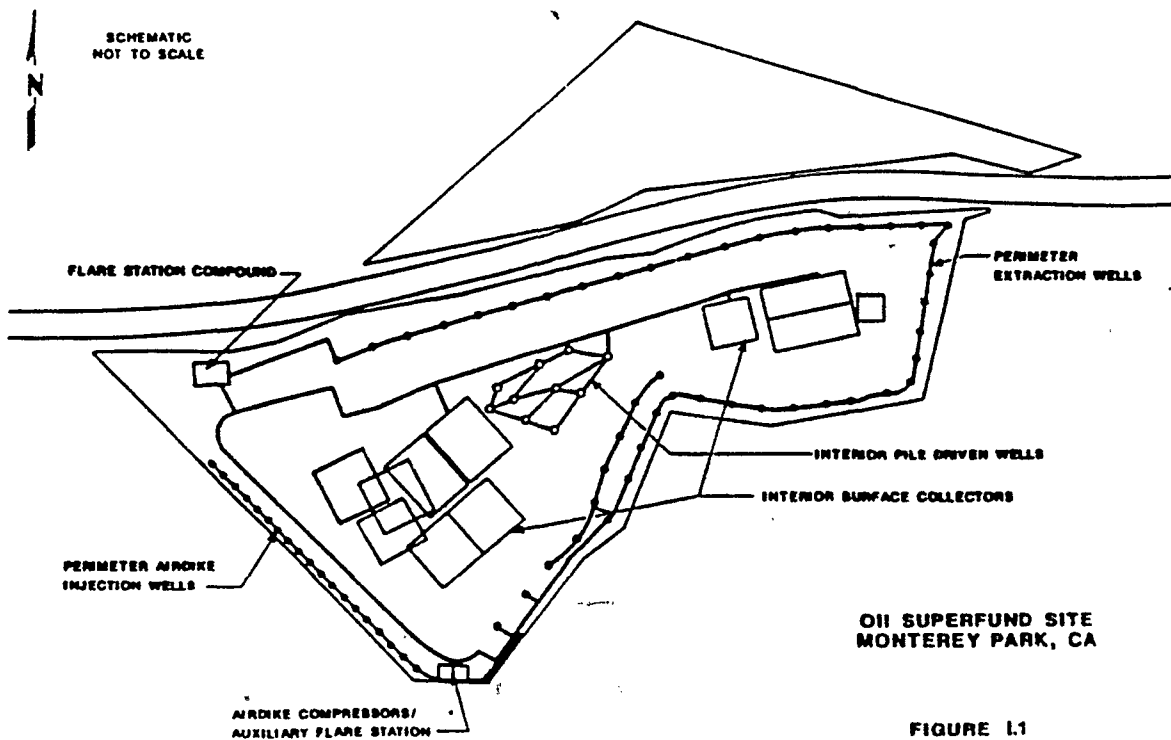 SCHEMATIC
NOT TO SCALE
N
FLARE STATION COMPOUND
PERIMETER
EXTRACTION WELLS
INTERIOR PILE DRIVEN WELLS
INTERIOR SURFACE COLLECTORS
PERIMETER AIRDIKE
INJECTION WELLS
OII SUPERFUND SITE
MONTEREY PARK, CA
AIRDIKE COMPRESSORS/
AUXILIARY FLARE STATION
FIGURE I.1